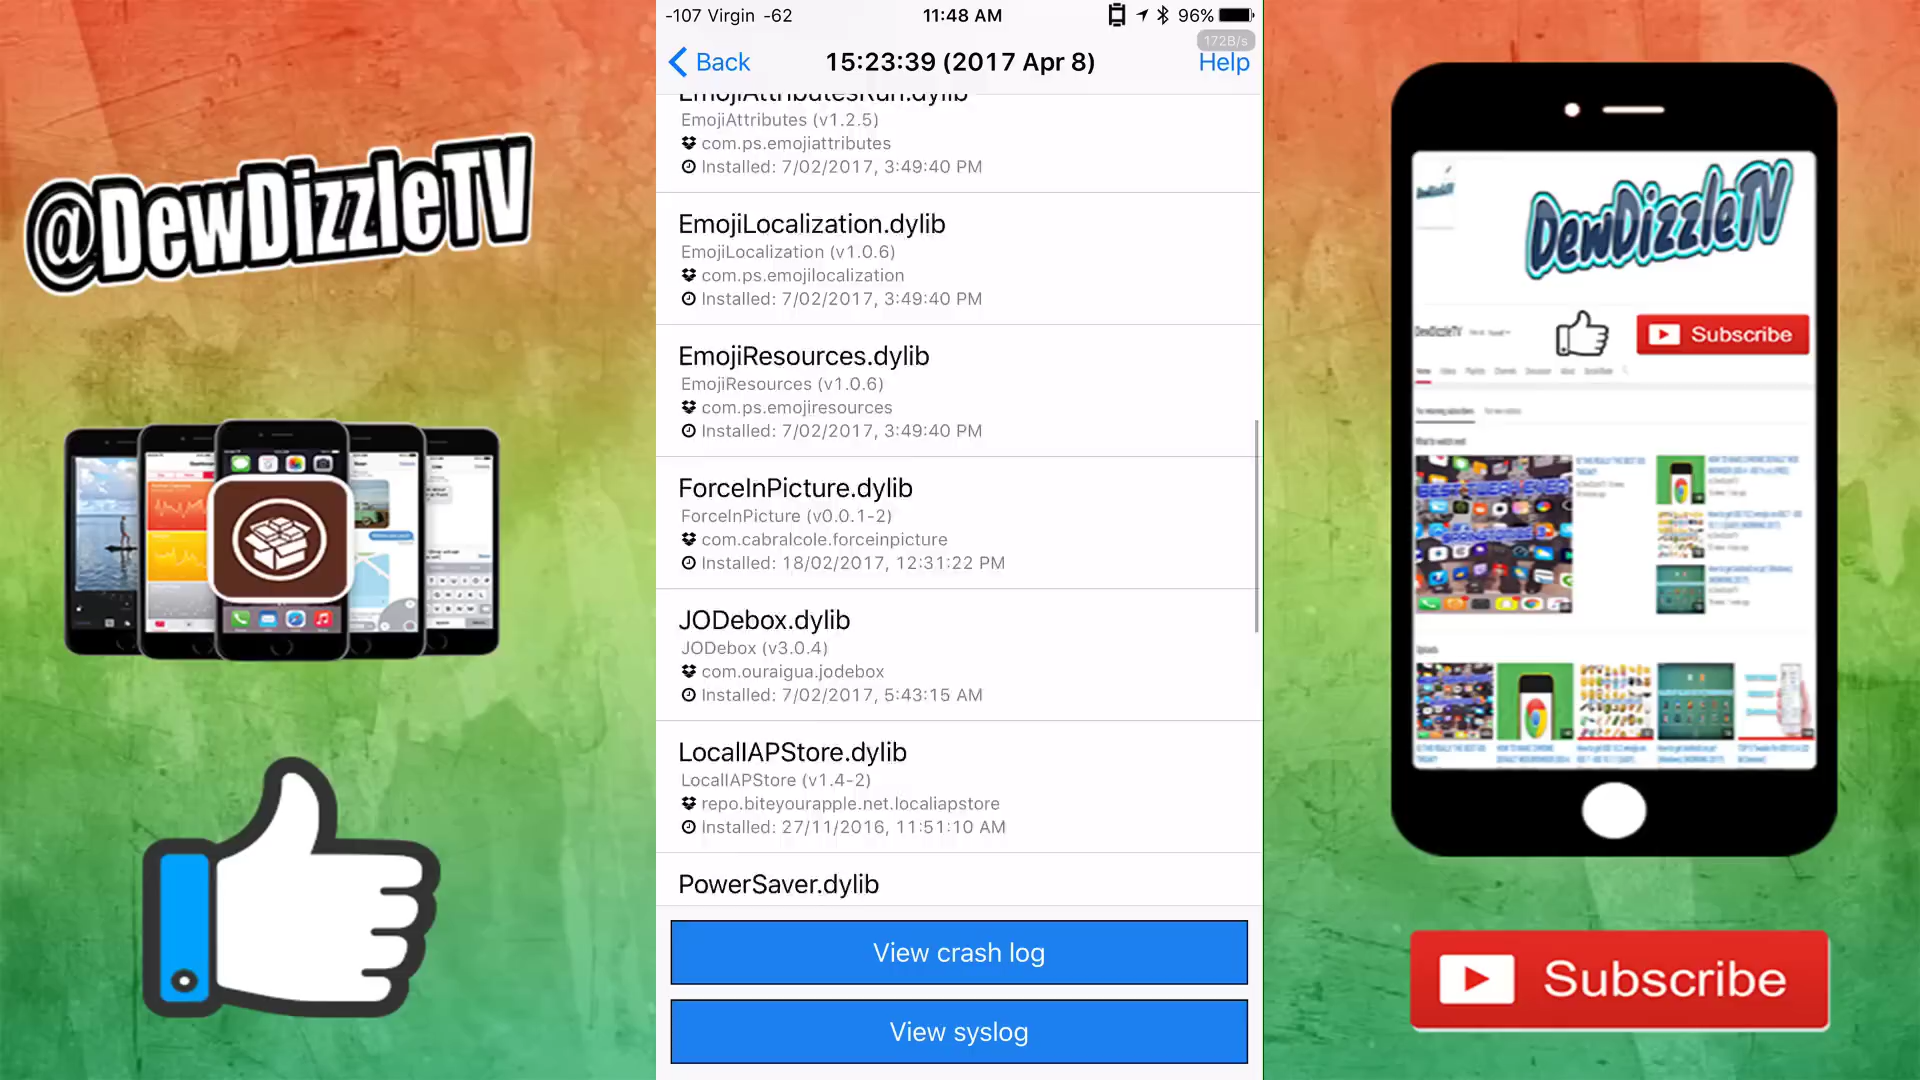 -107 Virgin -62
11:48 AM
96%
172B/s
Back
15:23:39 (2017 Apr 8)
Help
EmojiAttributesRun.dylib
EmojiAttributes (v1.2.5)
com.ps.emojiattributes
Installed: 7/02/2017, 3:49:40 PM
EmojiLocalization.dylib
EmojiLocalization (v1.0.6)
com.ps.emojilocalization
Installed: 7/02/2017, 3:49:40 PM
EmojiResources.dylib
EmojiResources (v1.0.6)
com.ps.emojiresources
Installed: 7/02/2017, 3:49:40 PM
ForceInPicture.dylib
ForceInPicture (v0.0.1-2)
com.cabralcole.forceinpicture
Installed: 18/02/2017, 12:31:22 PM
JODebox.dylib
JODebox (v3.0.4)
com.ouraigua.jodebox
Installed: 7/02/2017, 5:43:15 AM
LocalIAPStore.dylib
LocalIAPStore (v1.4-2)
repo.biteyourapple.net.localiapstore
Installed: 27/11/2016, 11:51:10 AM
PowerSaver.dylib
View crash log
View syslog
@DewDizzleTV
DewDizzleTV
DewDizzleTV
Subscribe
Subscribe